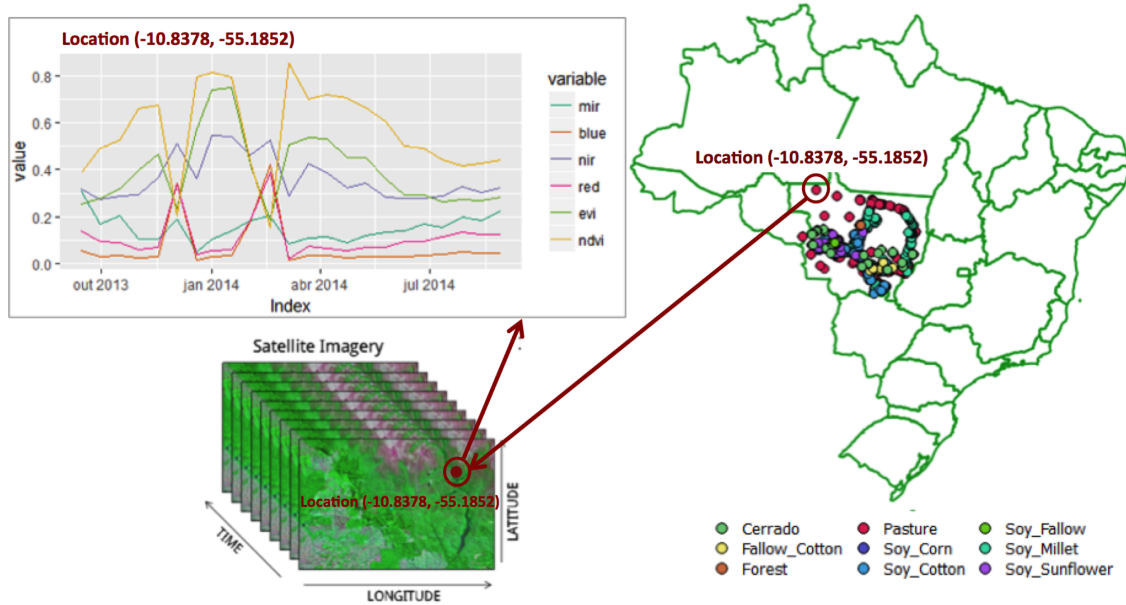 Location (-10.8378, -55.1852)
0.8
0.6
0.4
0.2
0.0
value
out 2013
jan 2014
abr 2014
jul 2014
Index
variable
mir
blue
nir
red
evi
ndvi
Location (-10.8378, -55.1852)
Satellite Imagery
Location (-10.8378, -55.1852)
TIME
LATITUDE
LONGITUDE
Cerrado
Pasture
Soy_Fallow
Fallow_Cotton
Soy_Corn
Soy_Millet
Forest
Soy_Cotton
Soy_Sunflower